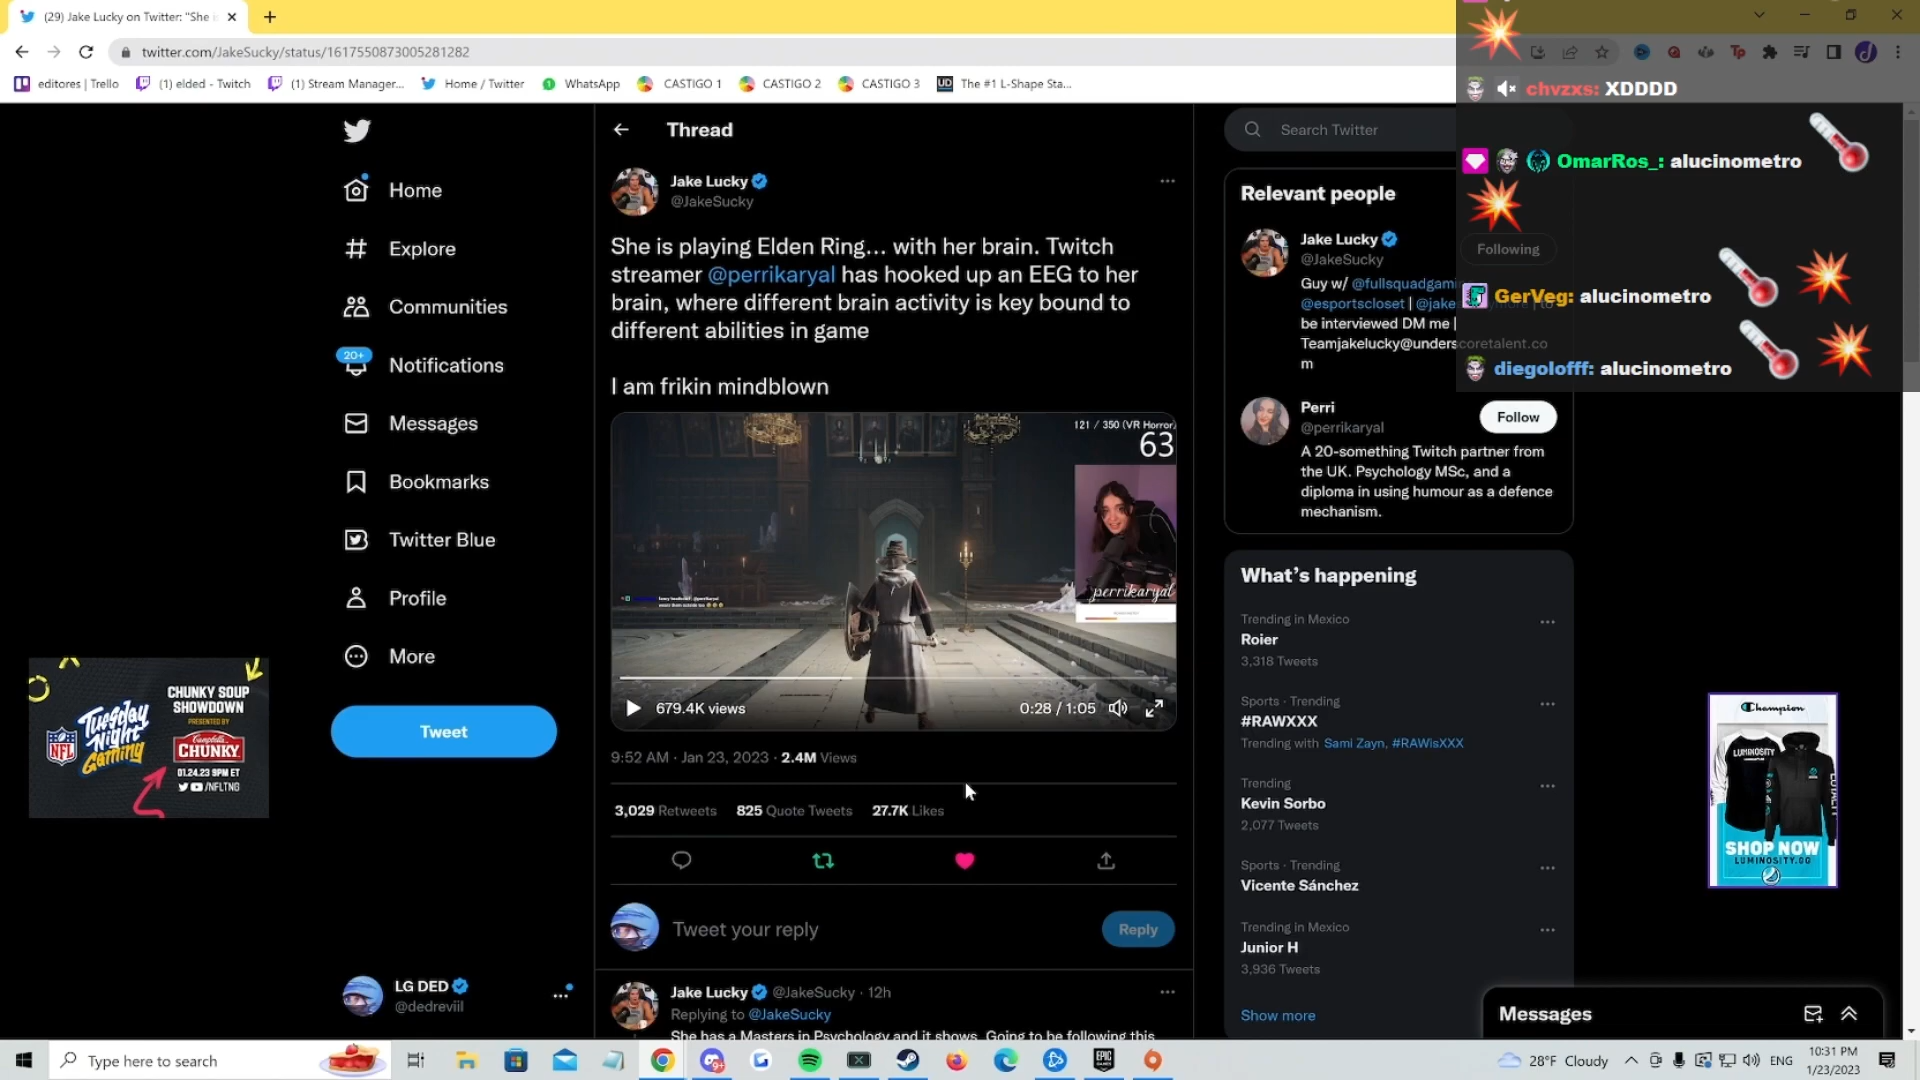 (29) Jake Lucky on Twitter: "She i
twitter.com/JakeSucky/status/1617550873005281282
editores | Trello
(1) elded - Twitch
(1) Stream Manager...
Home / Twitter
WhatsApp
CASTIGO 1
CASTIGO 2
CASTIGO 3
The #1 L-Shape Sta...
chvzxs: XDDDD
OmarRos_: alucinometro
GerVeg: alucinometro
diegolofff: alucinometro
Home
Explore
Communities
20+
Notifications
Messages
Bookmarks
Twitter Blue
Profile
More
Tweet
LG DED
@dedreviil
NFL
Tuesday
Night
Gaming
CHUNKY SOUP
SHOWDOWN
PRESENTED BY
Campbell's
CHUNKY
01.24.23 9PM ET
/NFLTNG
Thread
Jake Lucky
@JakeSucky
She is playing Elden Ring... with her brain. Twitch
streamer @perrikaryal has hooked up an EEG to her
brain, where different brain activity is key bound to
different abilities in game
I am frikin mindblown
121 / 350 (VR Horror)
63
perrikaryal
679.4K views
0:28 / 1:05
9:52 AM · Jan 23, 2023 · 2.4M Views
3,029 Retweets 825 Quote Tweets 27.7K Likes
Tweet your reply
Reply
Jake Lucky @JakeSucky · 12h
Replying to @JakeSucky
She has a Masters in Psychology and it shows. Going to be following this
Search Twitter
Relevant people
Jake Lucky
@JakeSucky
Following
Guy w/ @fullsquadgami
@esportscloset | @jake
be interviewed DM me |
Teamjakelucky@underscoretalent.co
m
Perri
@perrikaryal
Follow
A 20-something Twitch partner from
the UK. Psychology MSc, and a
diploma in using humour as a defence
mechanism.
What's happening
Trending in Mexico
Roier
3,318 Tweets
Sports · Trending
#RAWXXX
Trending with Sami Zayn, #RAWisXXX
Trending
Kevin Sorbo
2,077 Tweets
Sports · Trending
Vicente Sánchez
Trending in Mexico
Junior H
3,936 Tweets
Show more
Messages
Champion
LUMINOSITY
SHOP NOW
LUMINOSITY.GG
Type here to search
28°F Cloudy
ENG
10:31 PM
1/23/2023